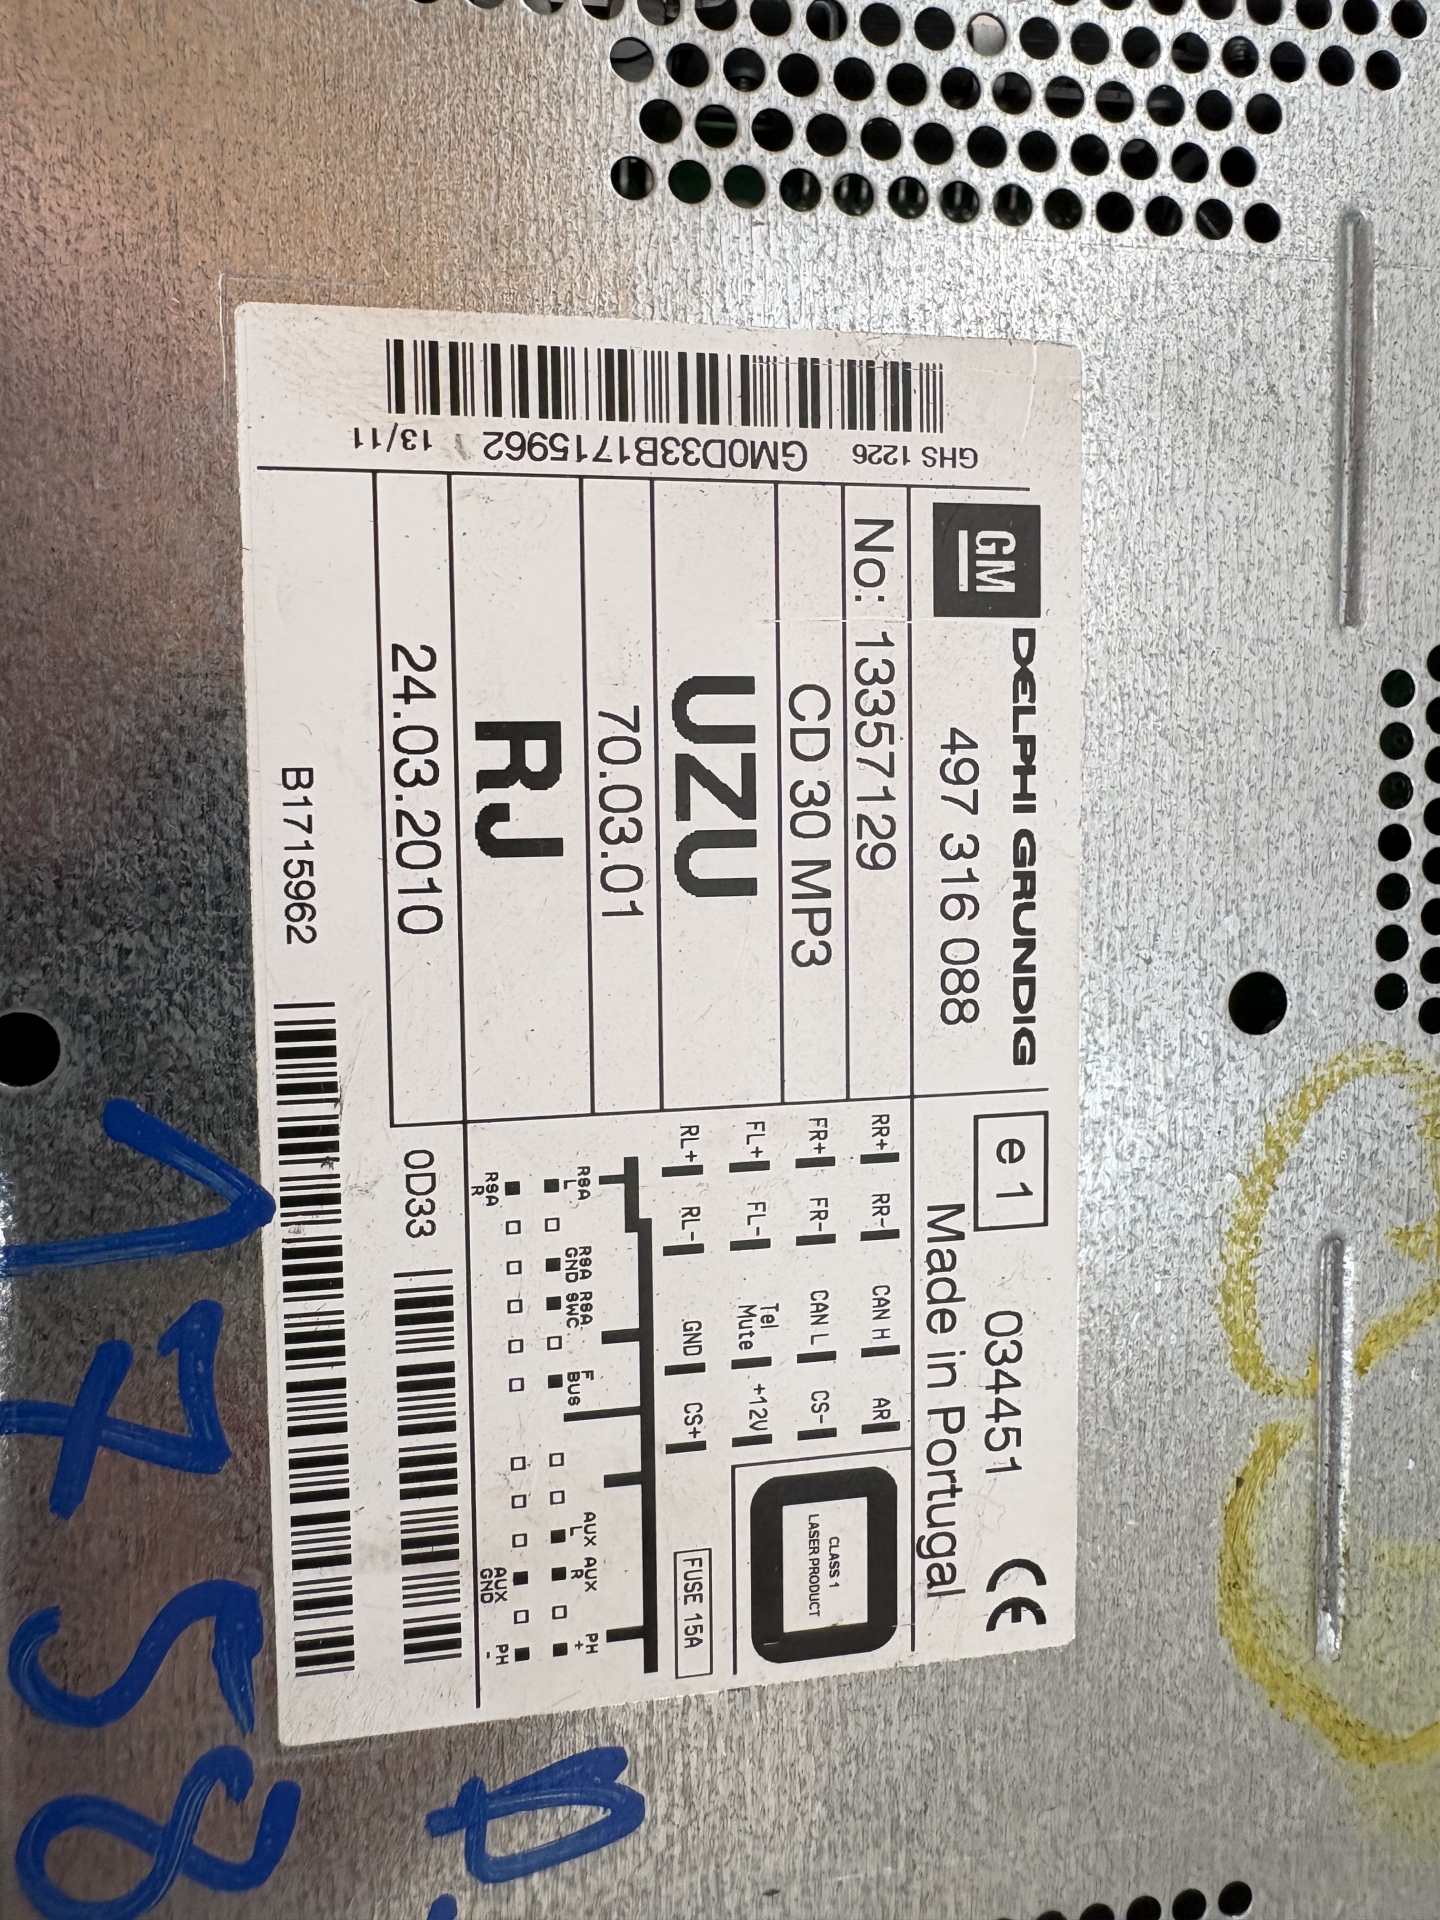 GHS 1226 GM0D33B1715962 13/11
GM DELPHI GRUNDIG
497 316 088
No: 13357129
CD 30 MP3
UZU
70.03.01
RJ
24.03.2010
B1715962
e1 034451 CE
Made in Portugal
RR+ RR- CAN H AR
FR+ FR- CAN L CS-
FL+ FL- Tel Mute +12V
RL+ RL- GND CS+
CLASS 1
LASER PRODUCT
FUSE 15A
RSA L RSA GND RSA SWC F BUS AUX L AUX R PH +
RSA R AUX GND PH -
0D33
1758